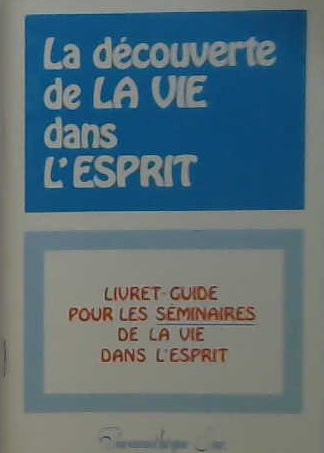 La découverte
de LA VIE
dans
L'ESPRIT
LIVRET-GUIDE
POUR LES SÉMINAIRES
DE LA VIE
DANS L'ESPRIT